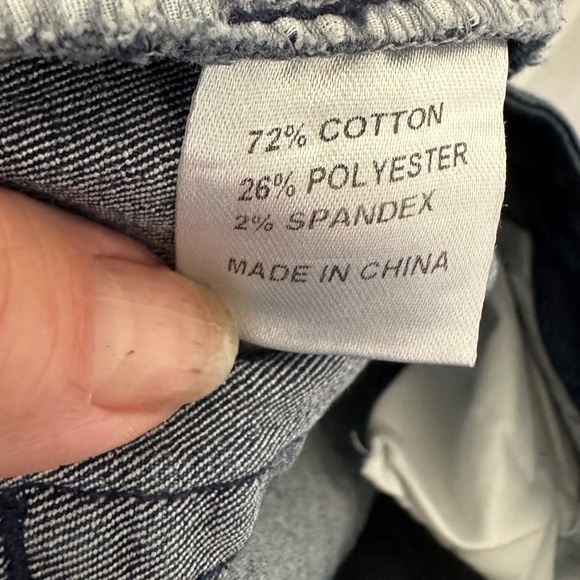 72% COTTON
26% POLYESTER
2% SPANDEX
MADE IN CHINA